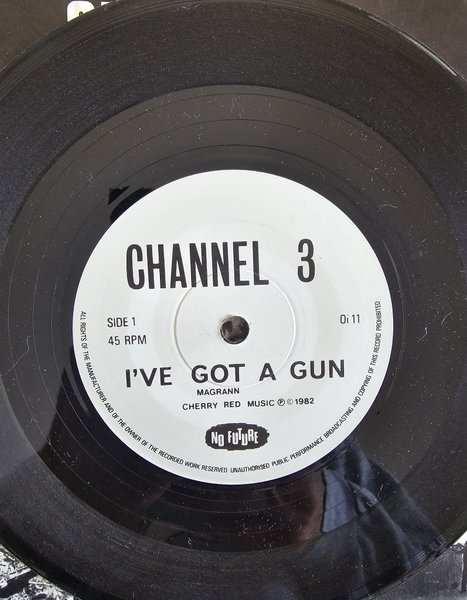 CHANNEL 3
SIDE 1
45 RPM
Oi 11
I'VE GOT A GUN
MAGRANN
CHERRY RED MUSIC ℗ © 1982
NO FUTURE
ALL RIGHTS OF THE MANUFACTURER AND OF THE OWNER OF THE RECORDED WORK RESERVED UNAUTHORISED PUBLIC PERFORMANCE BROADCASTING AND COPYING OF THIS RECORD PROHIBITED